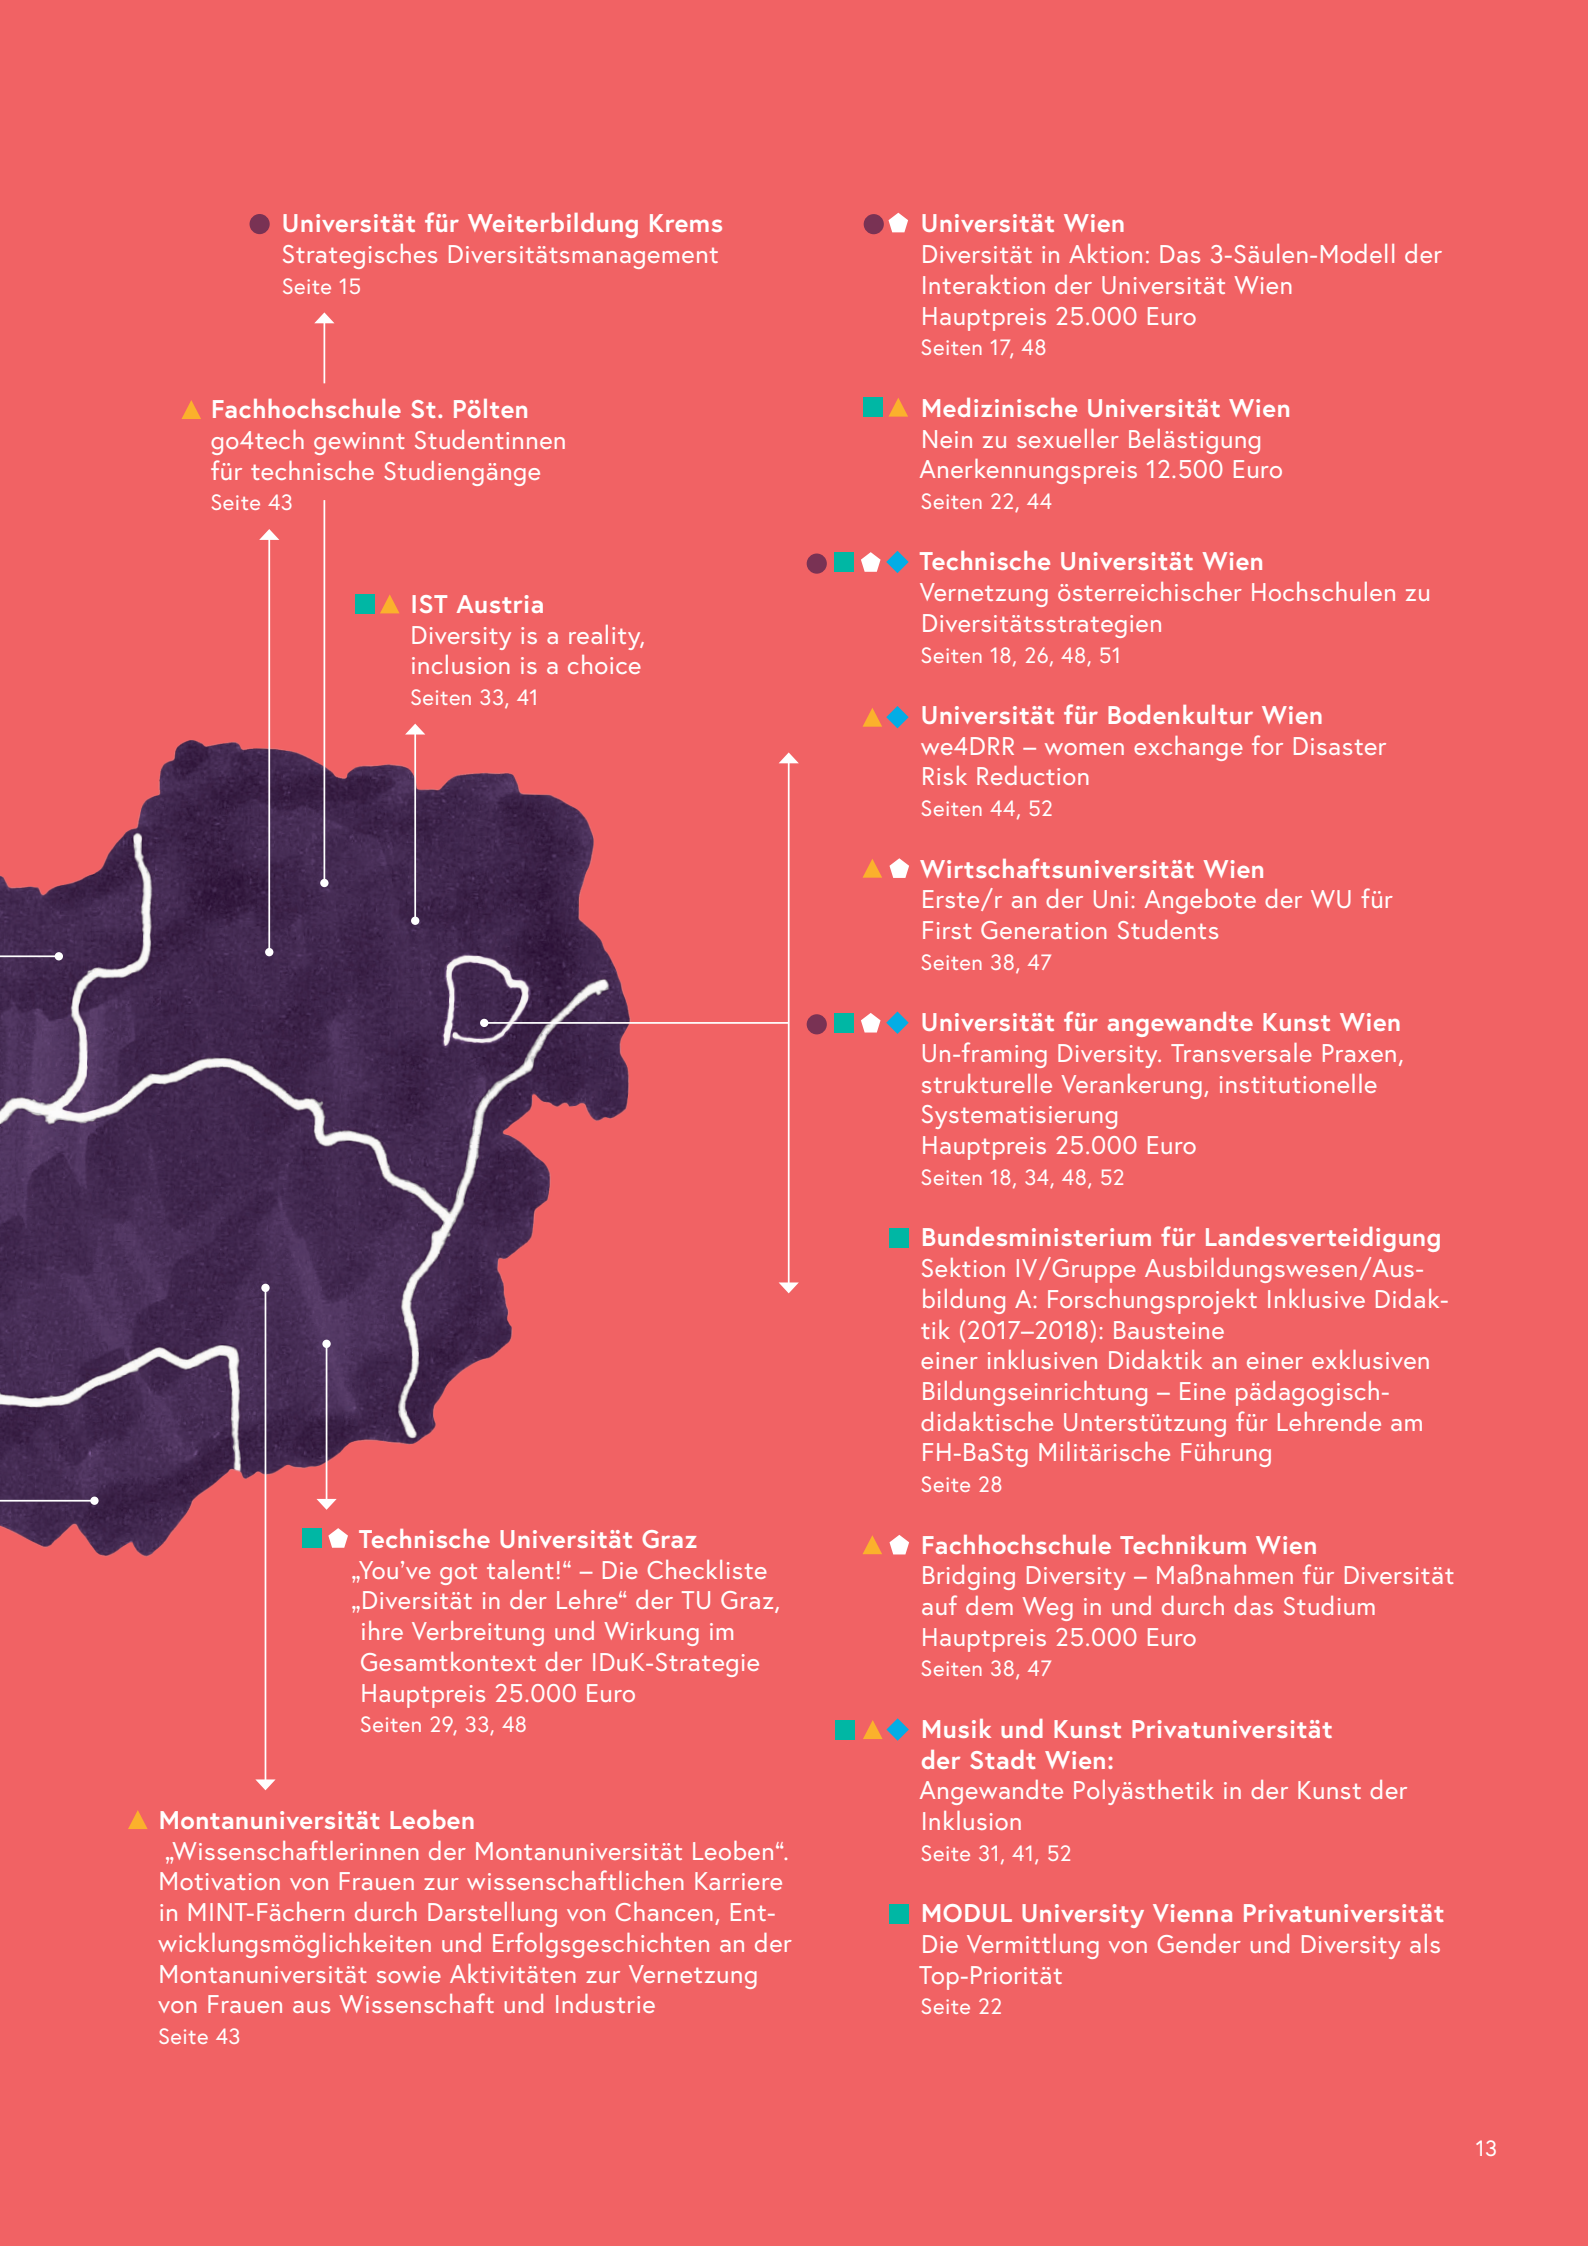 Universität für Weiterbildung Krems
Strategisches Diversitätsmanagement
Seite 15
Fachhochschule St. Pölten
go4tech gewinnt Studentinnen
für technische Studiengänge
Seite 43
IST Austria
Diversity is a reality,
inclusion is a choice
Seiten 33, 41
Technische Universität Graz
„You’ve got talent!“ – Die Checkliste
„Diversität in der Lehre“ der TU Graz,
ihre Verbreitung und Wirkung im
Gesamtkontext der IDuK-Strategie
Hauptpreis 25.000 Euro
Seiten 29, 33, 48
Montanuniversität Leoben
„Wissenschaftlerinnen der Montanuniversität Leoben“.
Motivation von Frauen zur wissenschaftlichen Karriere
in MINT-Fächern durch Darstellung von Chancen, Ent-
wicklungsmöglichkeiten und Erfolgsgeschichten an der
Montanuniversität sowie Aktivitäten zur Vernetzung
von Frauen aus Wissenschaft und Industrie
Seite 43
Universität Wien
Diversität in Aktion: Das 3-Säulen-Modell der
Interaktion der Universität Wien
Hauptpreis 25.000 Euro
Seiten 17, 48
Medizinische Universität Wien
Nein zu sexueller Belästigung
Anerkennungspreis 12.500 Euro
Seiten 22, 44
Technische Universität Wien
Vernetzung österreichischer Hochschulen zu
Diversitätsstrategien
Seiten 18, 26, 48, 51
Universität für Bodenkultur Wien
we4DRR – women exchange for Disaster
Risk Reduction
Seiten 44, 52
Wirtschaftsuniversität Wien
Erste/r an der Uni: Angebote der WU für
First Generation Students
Seiten 38, 47
Universität für angewandte Kunst Wien
Un-framing Diversity. Transversale Praxen,
strukturelle Verankerung, institutionelle
Systematisierung
Hauptpreis 25.000 Euro
Seiten 18, 34, 48, 52
Bundesministerium für Landesverteidigung
Sektion IV/Gruppe Ausbildungswesen/Aus-
bildung A: Forschungsprojekt Inklusive Didak-
tik (2017–2018): Bausteine
einer inklusiven Didaktik an einer exklusiven
Bildungseinrichtung – Eine pädagogisch-
didaktische Unterstützung für Lehrende am
FH-BaStg Militärische Führung
Seite 28
Fachhochschule Technikum Wien
Bridging Diversity – Maßnahmen für Diversität
auf dem Weg in und durch das Studium
Hauptpreis 25.000 Euro
Seiten 38, 47
Musik und Kunst Privatuniversität
der Stadt Wien:
Angewandte Polyästhetik in der Kunst der
Inklusion
Seite 31, 41, 52
MODUL University Vienna Privatuniversität
Die Vermittlung von Gender und Diversity als
Top-Priorität
Seite 22
13